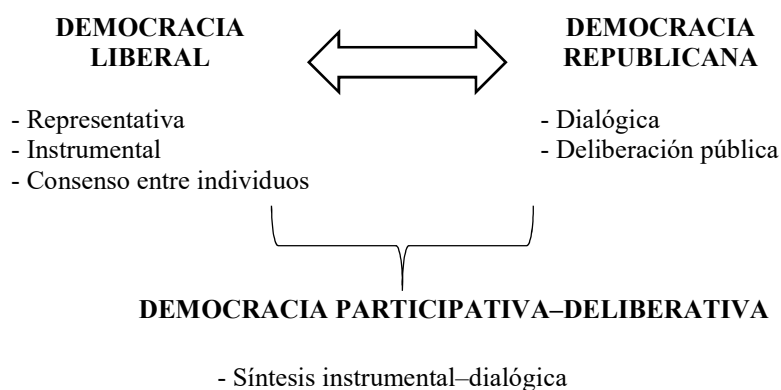 DEMOCRACIA
LIBERAL
- Representativa
- Instrumental
- Consenso entre individuos
DEMOCRACIA
REPUBLICANA
- Dialógica
- Deliberación pública
DEMOCRACIA PARTICIPATIVA–DELIBERATIVA
- Síntesis instrumental–dialógica